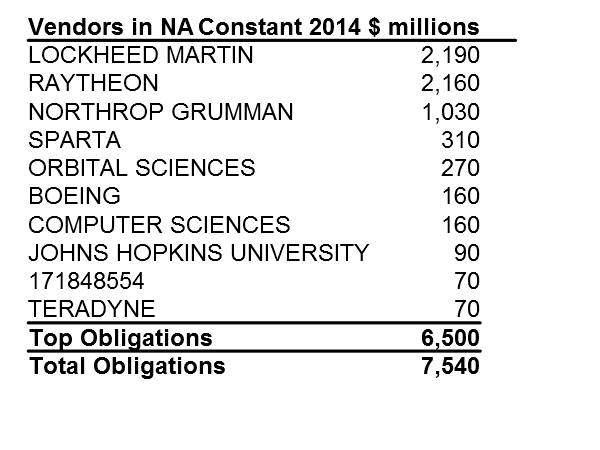 Vendors in NA Constant 2014 $ millions
LOCKHEED MARTIN 2,190
RAYTHEON 2,160
NORTHROP GRUMMAN 1,030
SPARTA 310
ORBITAL SCIENCES 270
BOEING 160
COMPUTER SCIENCES 160
JOHNS HOPKINS UNIVERSITY 90
171848554 70
TERADYNE 70
Top Obligations 6,500
Total Obligations 7,540